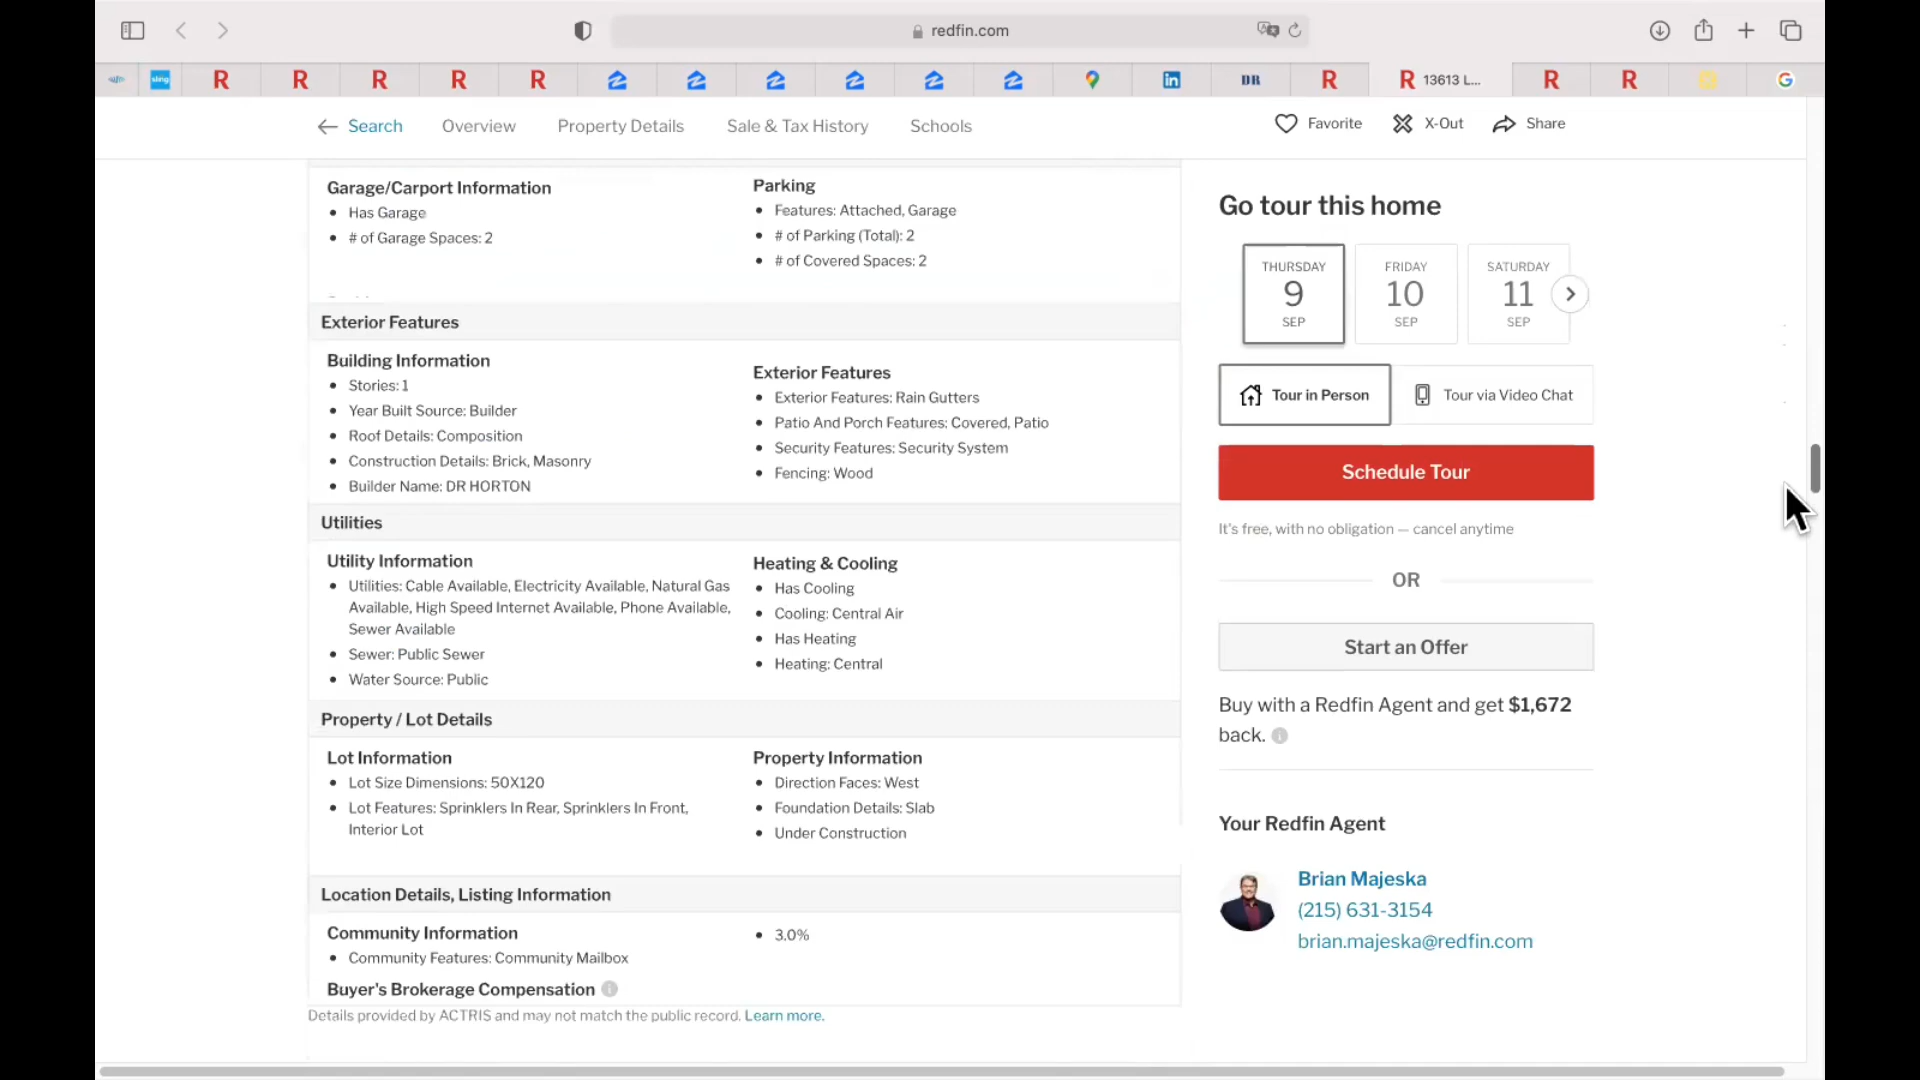 redfin.com
sling
R
R
R
R
R
Z
Z
Z
Z
Z
Z
in
DR
R
R 13613 L...
R
R
G
Search
Overview
Property Details
Sale & Tax History
Schools
Favorite
X-Out
Share
Garage/Carport Information
Has Garage
# of Garage Spaces: 2
Parking
Features: Attached, Garage
# of Parking (Total): 2
# of Covered Spaces: 2
Exterior Features
Building Information
Stories: 1
Year Built Source: Builder
Roof Details: Composition
Construction Details: Brick, Masonry
Builder Name: DR HORTON
Exterior Features
Exterior Features: Rain Gutters
Patio And Porch Features: Covered, Patio
Security Features: Security System
Fencing: Wood
Utilities
Utility Information
Utilities: Cable Available, Electricity Available, Natural Gas
Available, High Speed Internet Available, Phone Available,
Sewer Available
Sewer: Public Sewer
Water Source: Public
Heating & Cooling
Has Cooling
Cooling: Central Air
Has Heating
Heating: Central
Property / Lot Details
Lot Information
Lot Size Dimensions: 50X120
Lot Features: Sprinklers In Rear, Sprinklers In Front,
Interior Lot
Property Information
Direction Faces: West
Foundation Details: Slab
Under Construction
Location Details, Listing Information
Community Information
Community Features: Community Mailbox
Buyer's Brokerage Compensation
3.0%
Details provided by ACTRIS and may not match the public record. Learn more.
Go tour this home
THURSDAY
9
SEP
FRIDAY
10
SEP
SATURDAY
11
SEP
Tour in Person
Tour via Video Chat
Schedule Tour
It's free, with no obligation — cancel anytime
OR
Start an Offer
Buy with a Redfin Agent and get $1,672
back.
Your Redfin Agent
Brian Majeska
(215) 631-3154
brian.majeska@redfin.com